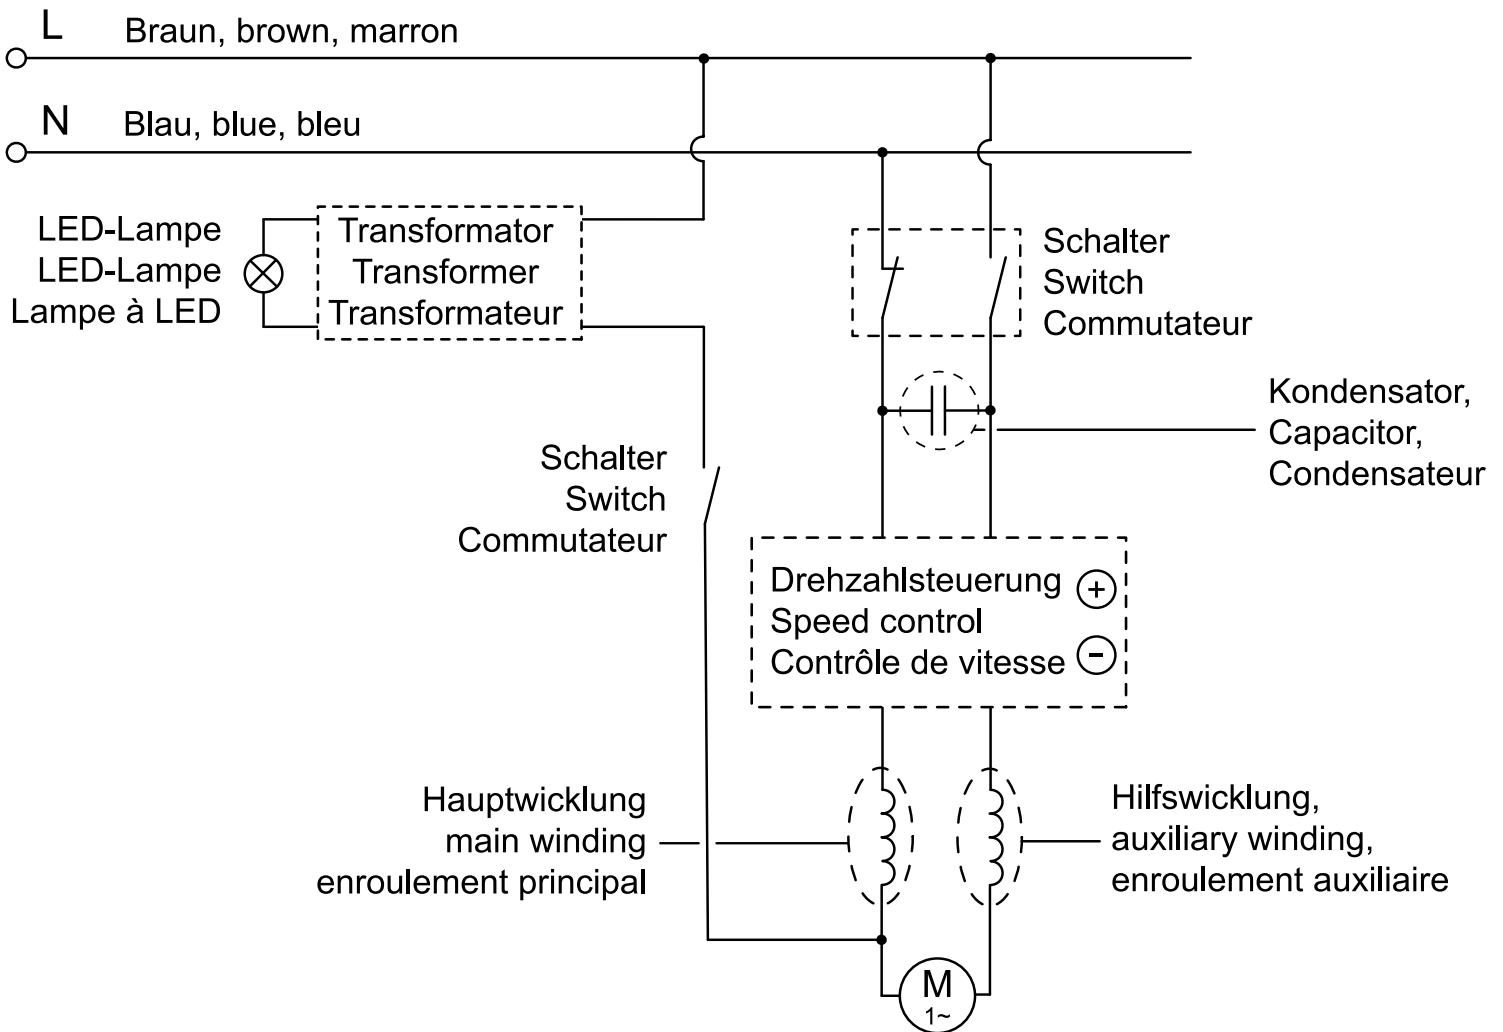 L Braun, brown, marron
N Blau, blue, bleu
LED-Lampe
LED-Lampe
Lampe à LED
Transformator
Transformer
Transformateur
Schalter
Switch
Commutateur
Kondensator,
Capacitor,
Condensateur
Schalter
Switch
Commutateur
Drehzahlsteuerung +
Speed control
Contrôle de vitesse −
Hauptwicklung
main winding
enroulement principal
Hilfswicklung,
auxiliary winding,
enroulement auxiliaire
M
1~